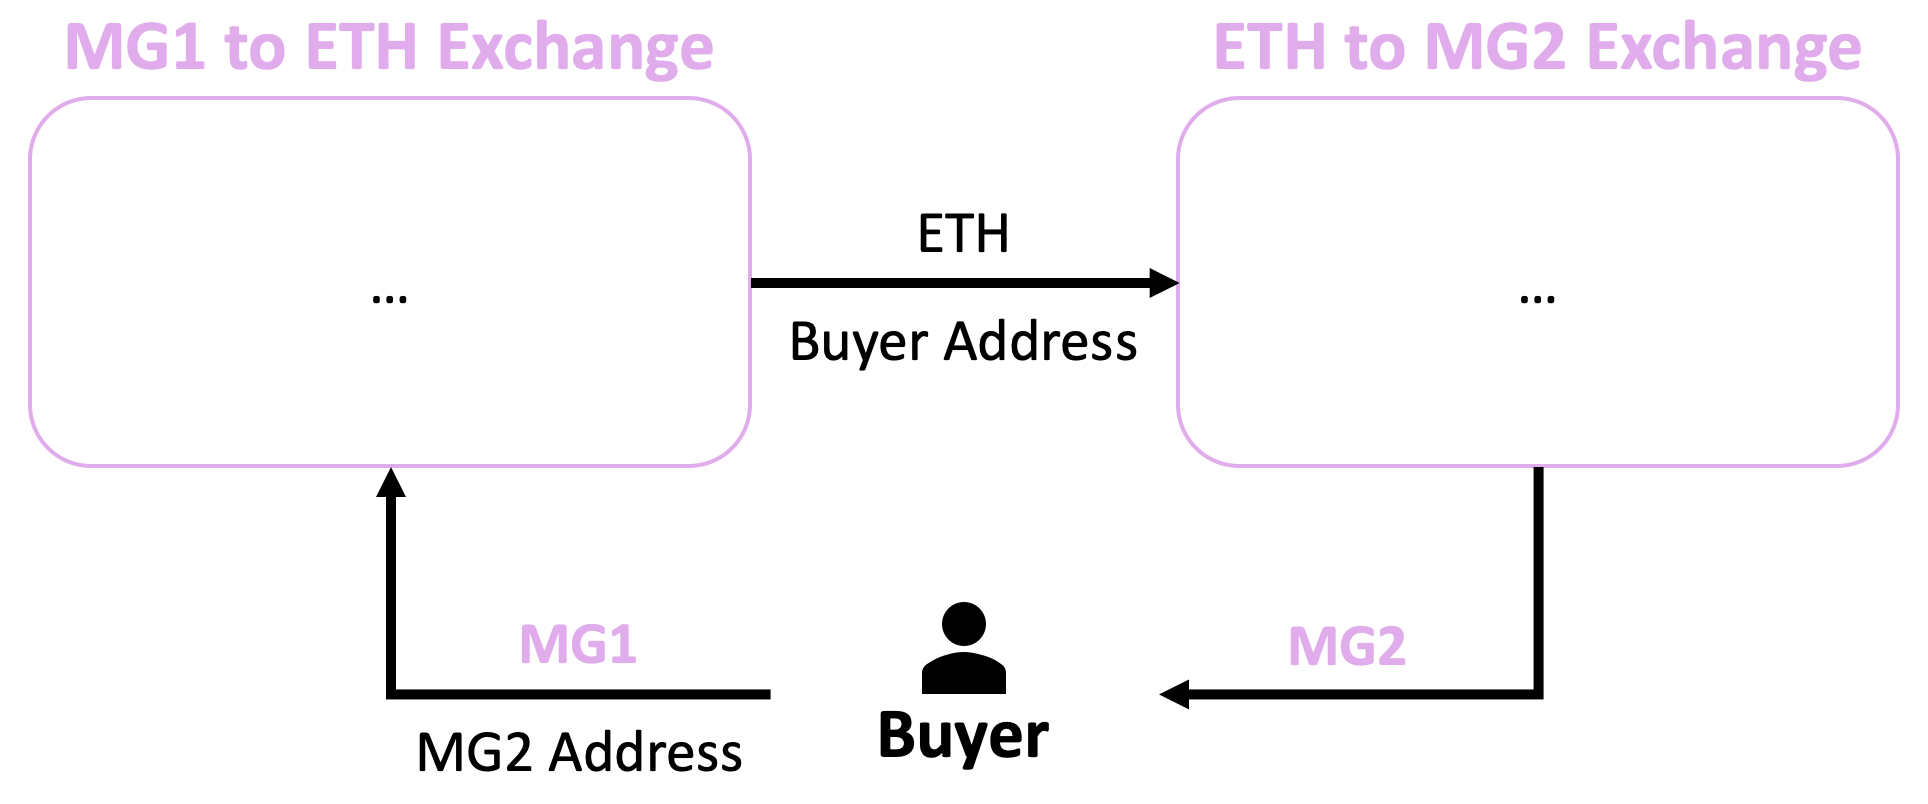 MG1 to ETH Exchange
ETH to MG2 Exchange
...
ETH
Buyer Address
...
MG1
MG2 Address
Buyer
MG2